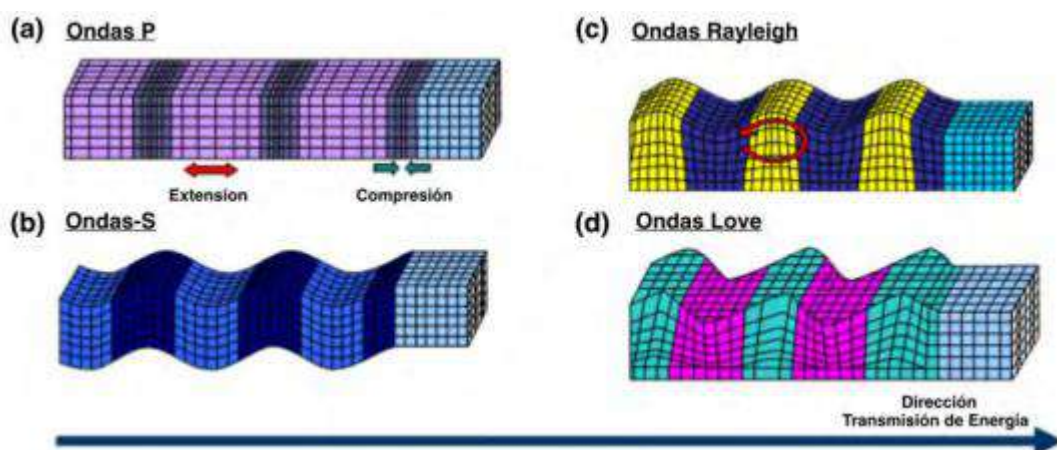 (a) Ondas P
Extension
Compresión
(b) Ondas-S
(c) Ondas Rayleigh
(d) Ondas Love
Dirección
Transmisión de Energía